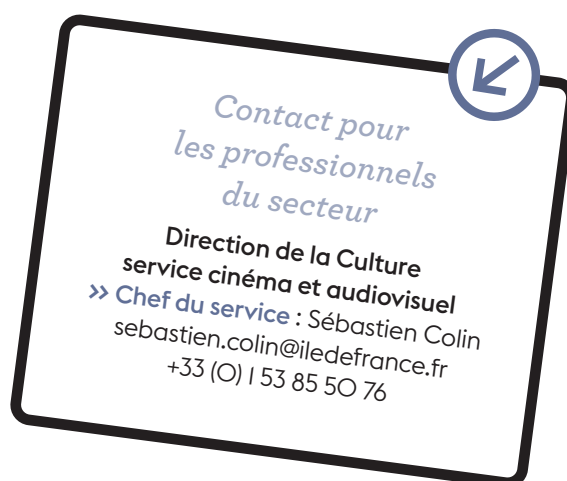 Contact pour
les professionnels
du secteur
Direction de la Culture
service cinéma et audiovisuel
>> Chef du service : Sébastien Colin
sebastien.colin@iledefrance.fr
+33 (0) 1 53 85 50 76